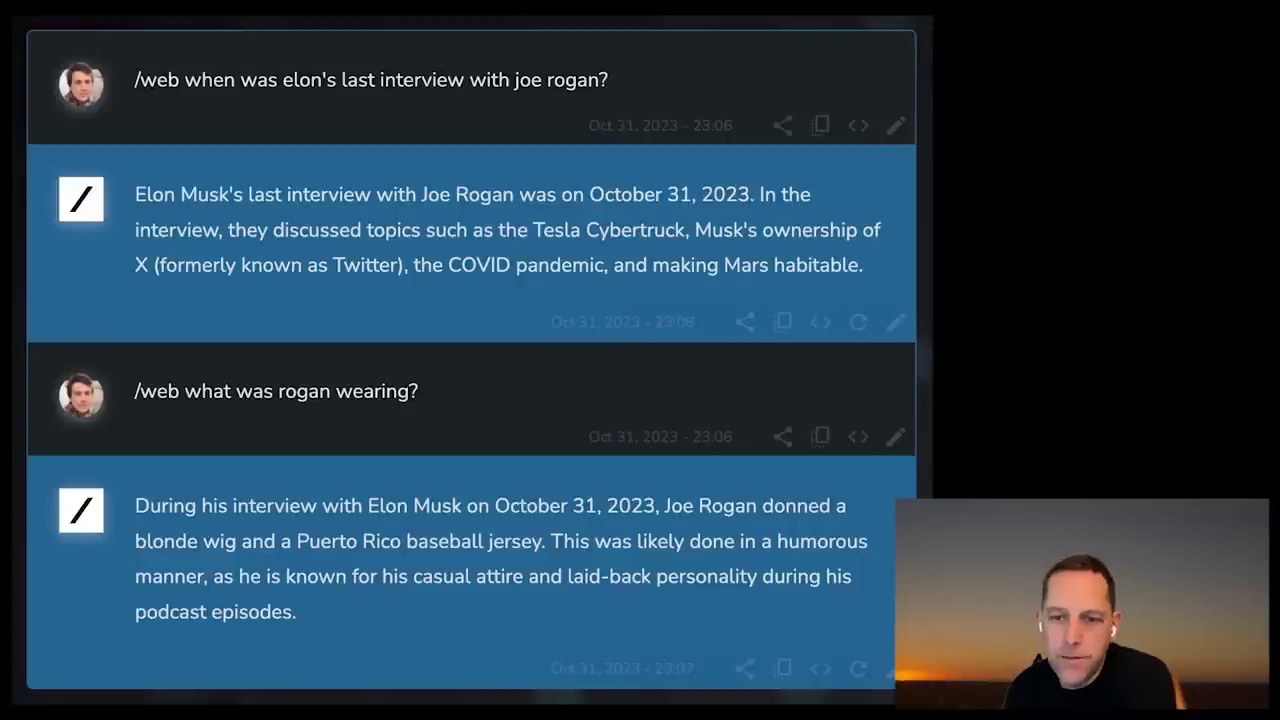 /web when was elon's last interview with joe rogan?
Oct 31, 2023 - 23:06
Elon Musk's last interview with Joe Rogan was on October 31, 2023. In the
interview, they discussed topics such as the Tesla Cybertruck, Musk's ownership of
X (formerly known as Twitter), the COVID pandemic, and making Mars habitable.
Oct 31, 2023 - 23:06
/web what was rogan wearing?
Oct 31, 2023 - 23:06
During his interview with Elon Musk on October 31, 2023, Joe Rogan donned a
blonde wig and a Puerto Rico baseball jersey. This was likely done in a humorous
manner, as he is known for his casual attire and laid-back personality during his
podcast episodes.
Oct 31, 2023 - 23:07